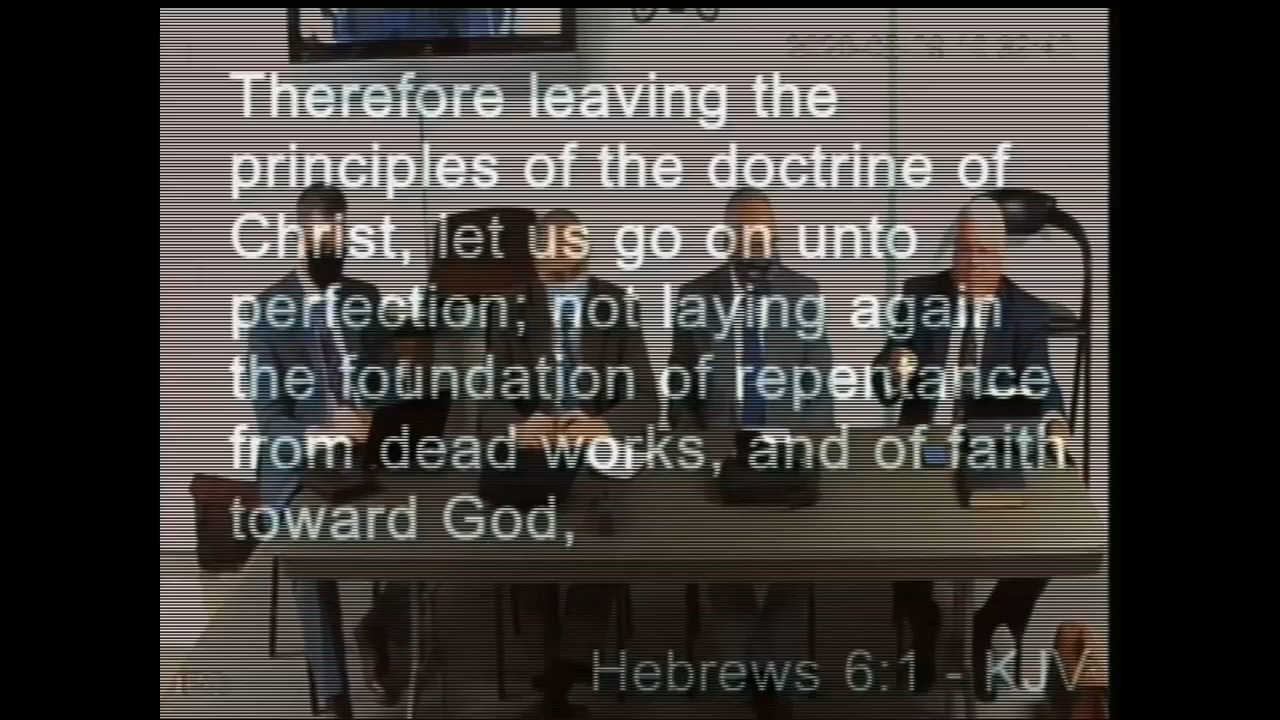 Therefore leaving the
principles of the doctrine of
Christ, let us go on unto
perfection; not laying again
the foundation of repentance
from dead works, and of faith
toward God,
Hebrews 6:1 - KJV